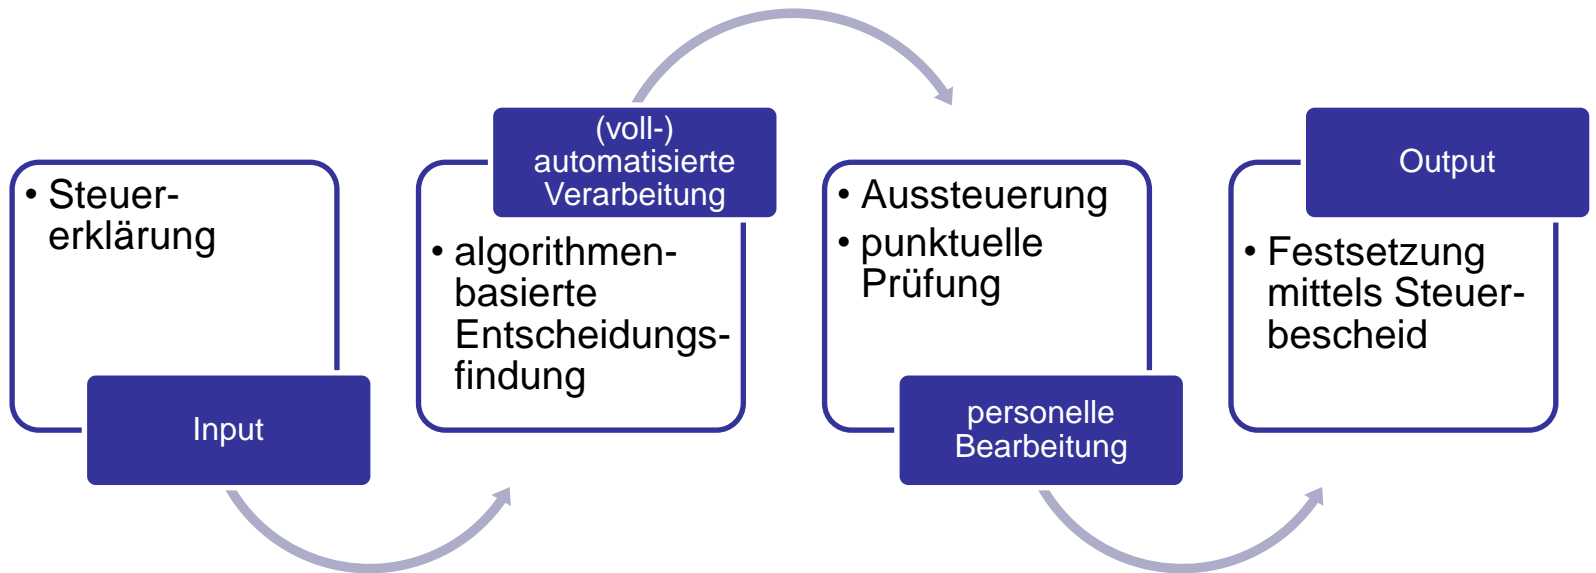 • Steuer-
erklärung
Input
(voll-)
automatisierte
Verarbeitung
• algorithmen-
basierte
Entscheidungs-
findung
• Aussteuerung
• punktuelle
Prüfung
personelle
Bearbeitung
Output
• Festsetzung
mittels Steuer-
bescheid